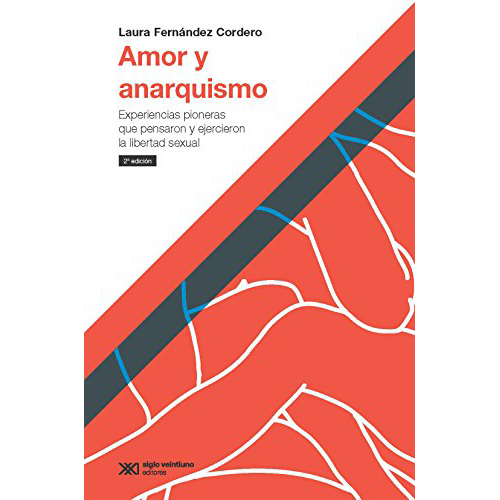 Laura Fernández Cordero
Amor y
anarquismo
Experiencias pioneras
que pensaron y ejercieron
la libertad sexual
2ª edición
siglo veintiuno
editores